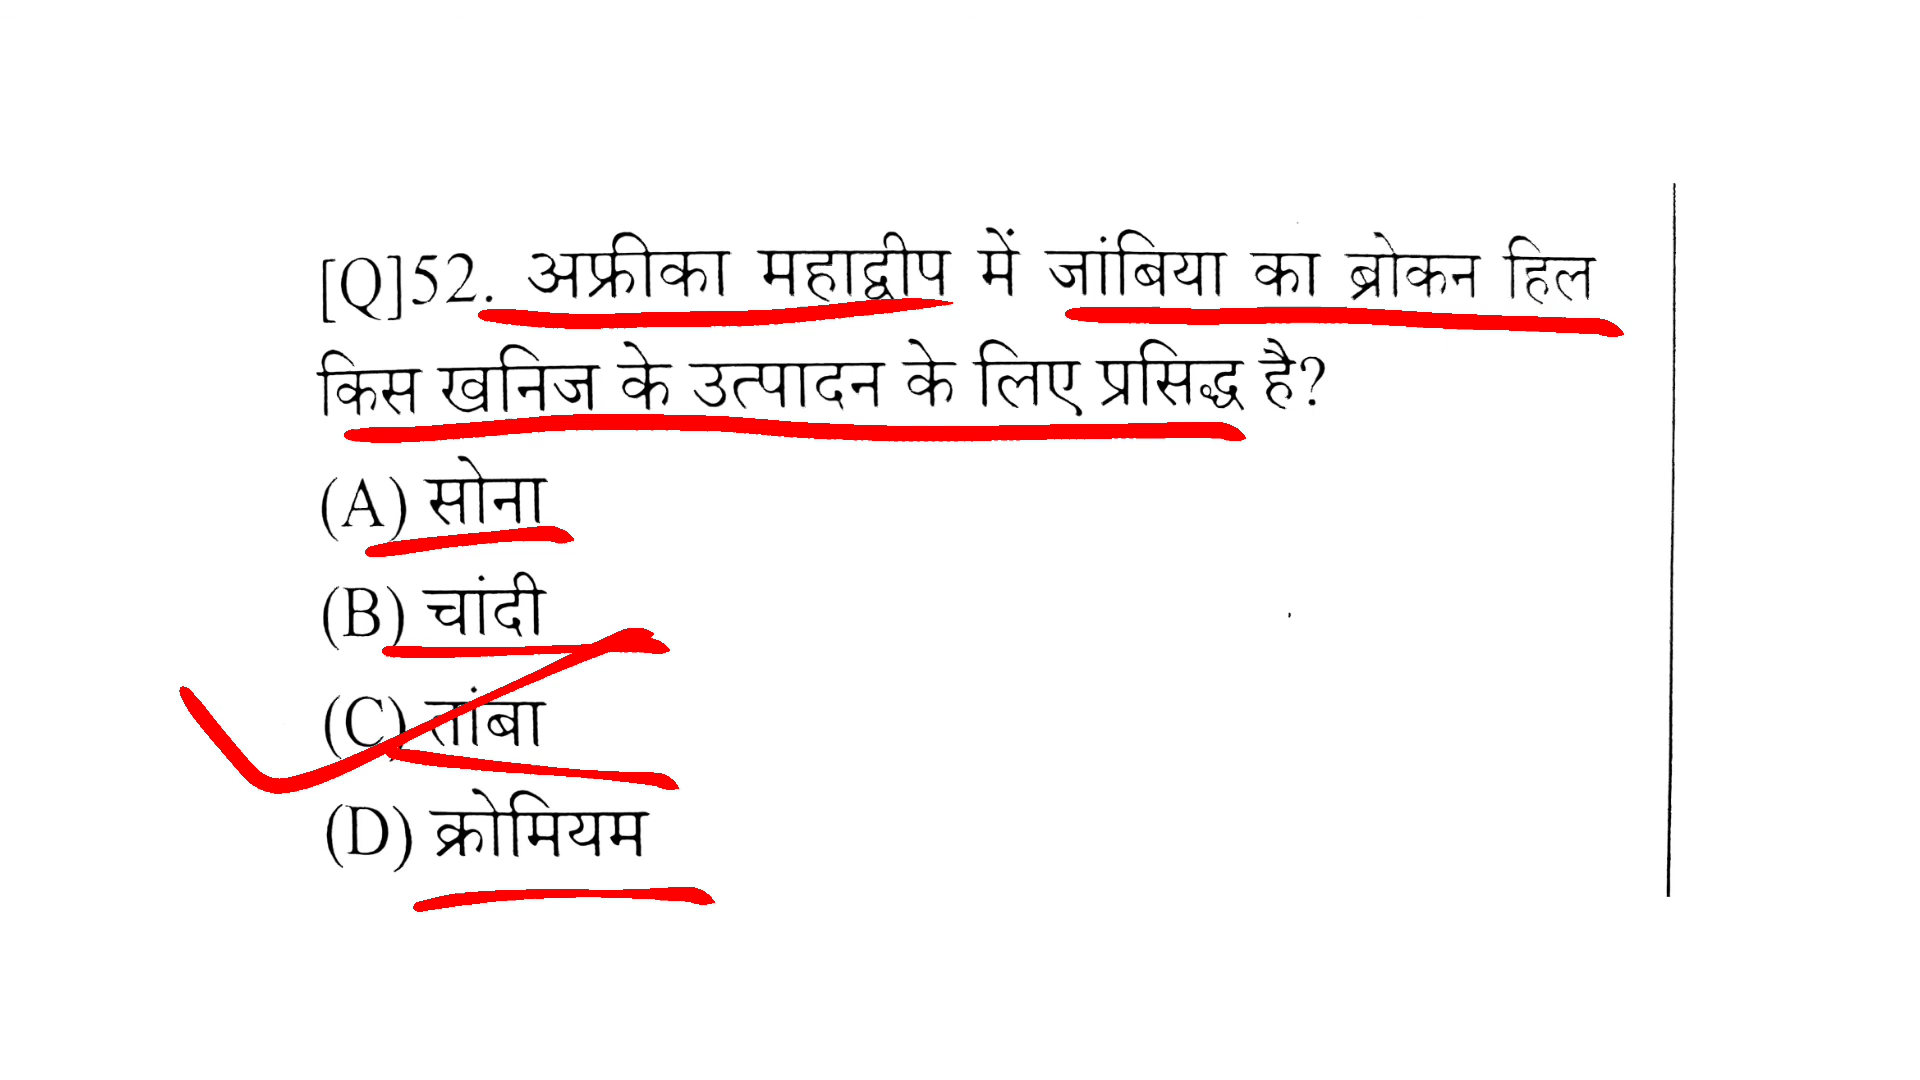 [Q]52. अफ्रीका महाद्वीप में जांबिया का ब्रोकन हिल
किस खनिज के उत्पादन के लिए प्रसिद्ध है?
(A) सोना
(B) चांदी
(C) तांबा
(D) क्रोमियम